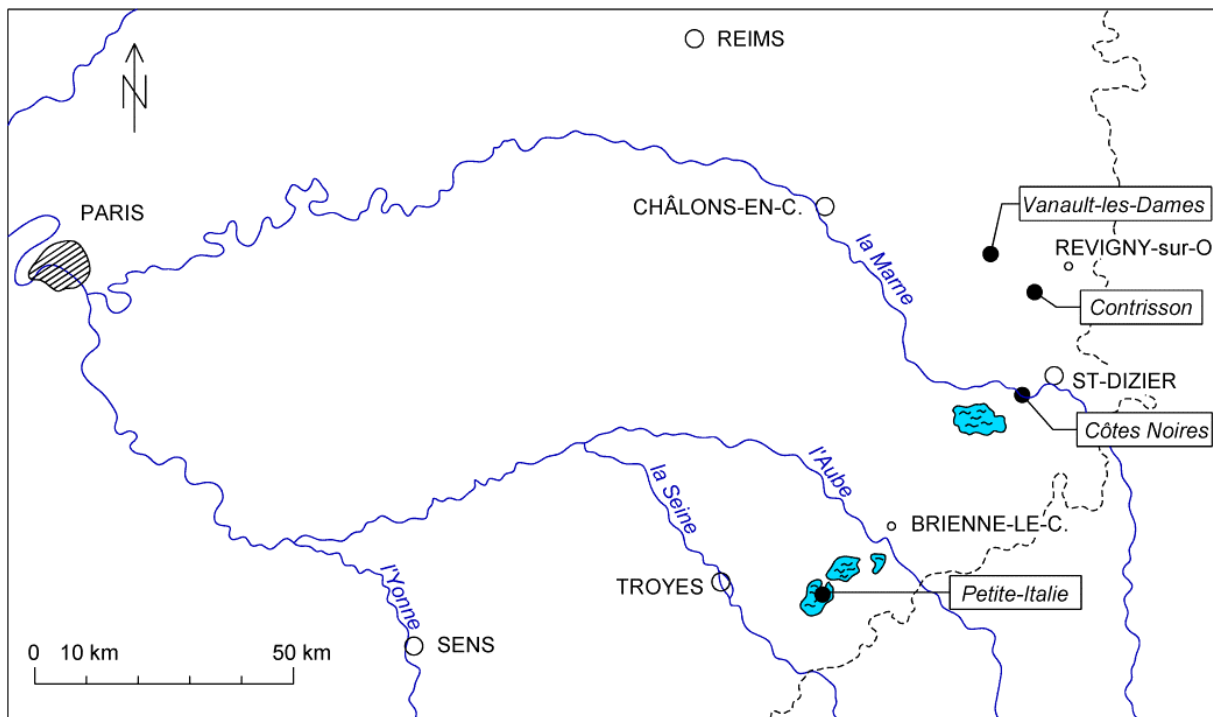 REIMS
N
PARIS
CHÂLONS-EN-C.
Vanault-les-Dames
REVIGNY-sur-O
la Marne
Contrisson
ST-DIZIER
Côtes Noires
l'Aube
la Seine
BRIENNE-LE-C.
TROYES
Petite-Italie
l'Yonne
SENS
0 10 km 50 km